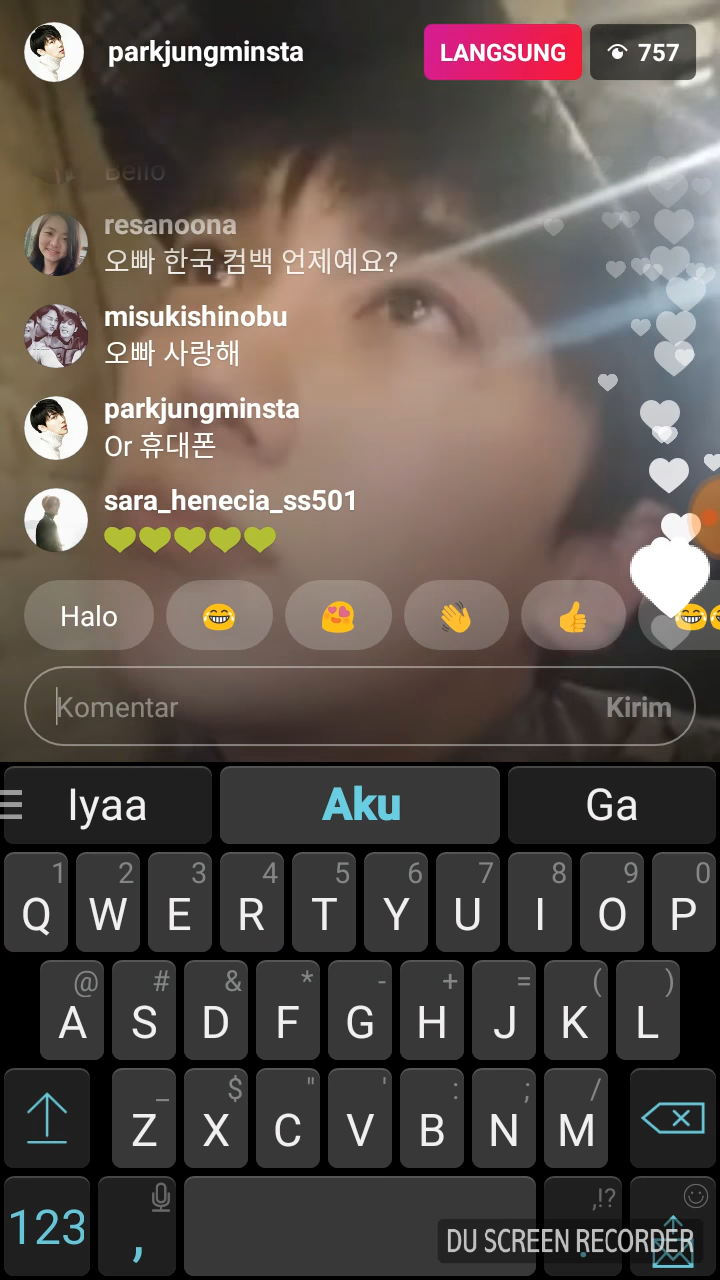 parkjungminsta
LANGSUNG
757
Bello
resanoona
오빠 한국 컴백 언제예요?
misukishinobu
오빠 사랑해
parkjungminsta
Or 휴대폰
sara_henecia_ss501
💚💚💚💚💚
Halo 😂 😍 👋 👍 😂
Komentar
Kirim
Iyaa Aku Ga
1 2 3 4 5 6 7 8 9 0
Q W E R T Y U I O P
@ # & * - + = ( )
A S D F G H J K L
_ $ " ' : ; /
Z X C V B N M
123 , ,!? .
DU SCREEN RECORDER